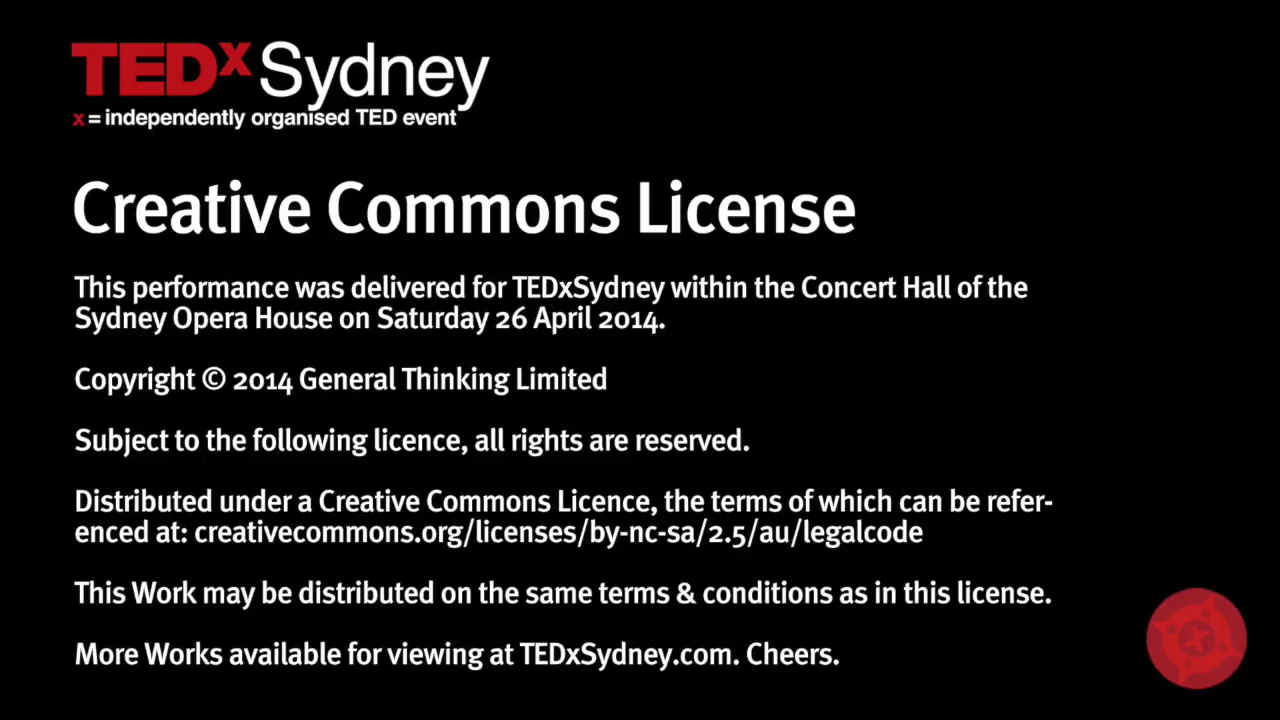 TEDx Sydney
x = independently organised TED event
Creative Commons License
This performance was delivered for TEDxSydney within the Concert Hall of the
Sydney Opera House on Saturday 26 April 2014.
Copyright © 2014 General Thinking Limited
Subject to the following licence, all rights are reserved.
Distributed under a Creative Commons Licence, the terms of which can be refer-
enced at: creativecommons.org/licenses/by-nc-sa/2.5/au/legalcode
This Work may be distributed on the same terms & conditions as in this license.
More Works available for viewing at TEDxSydney.com. Cheers.